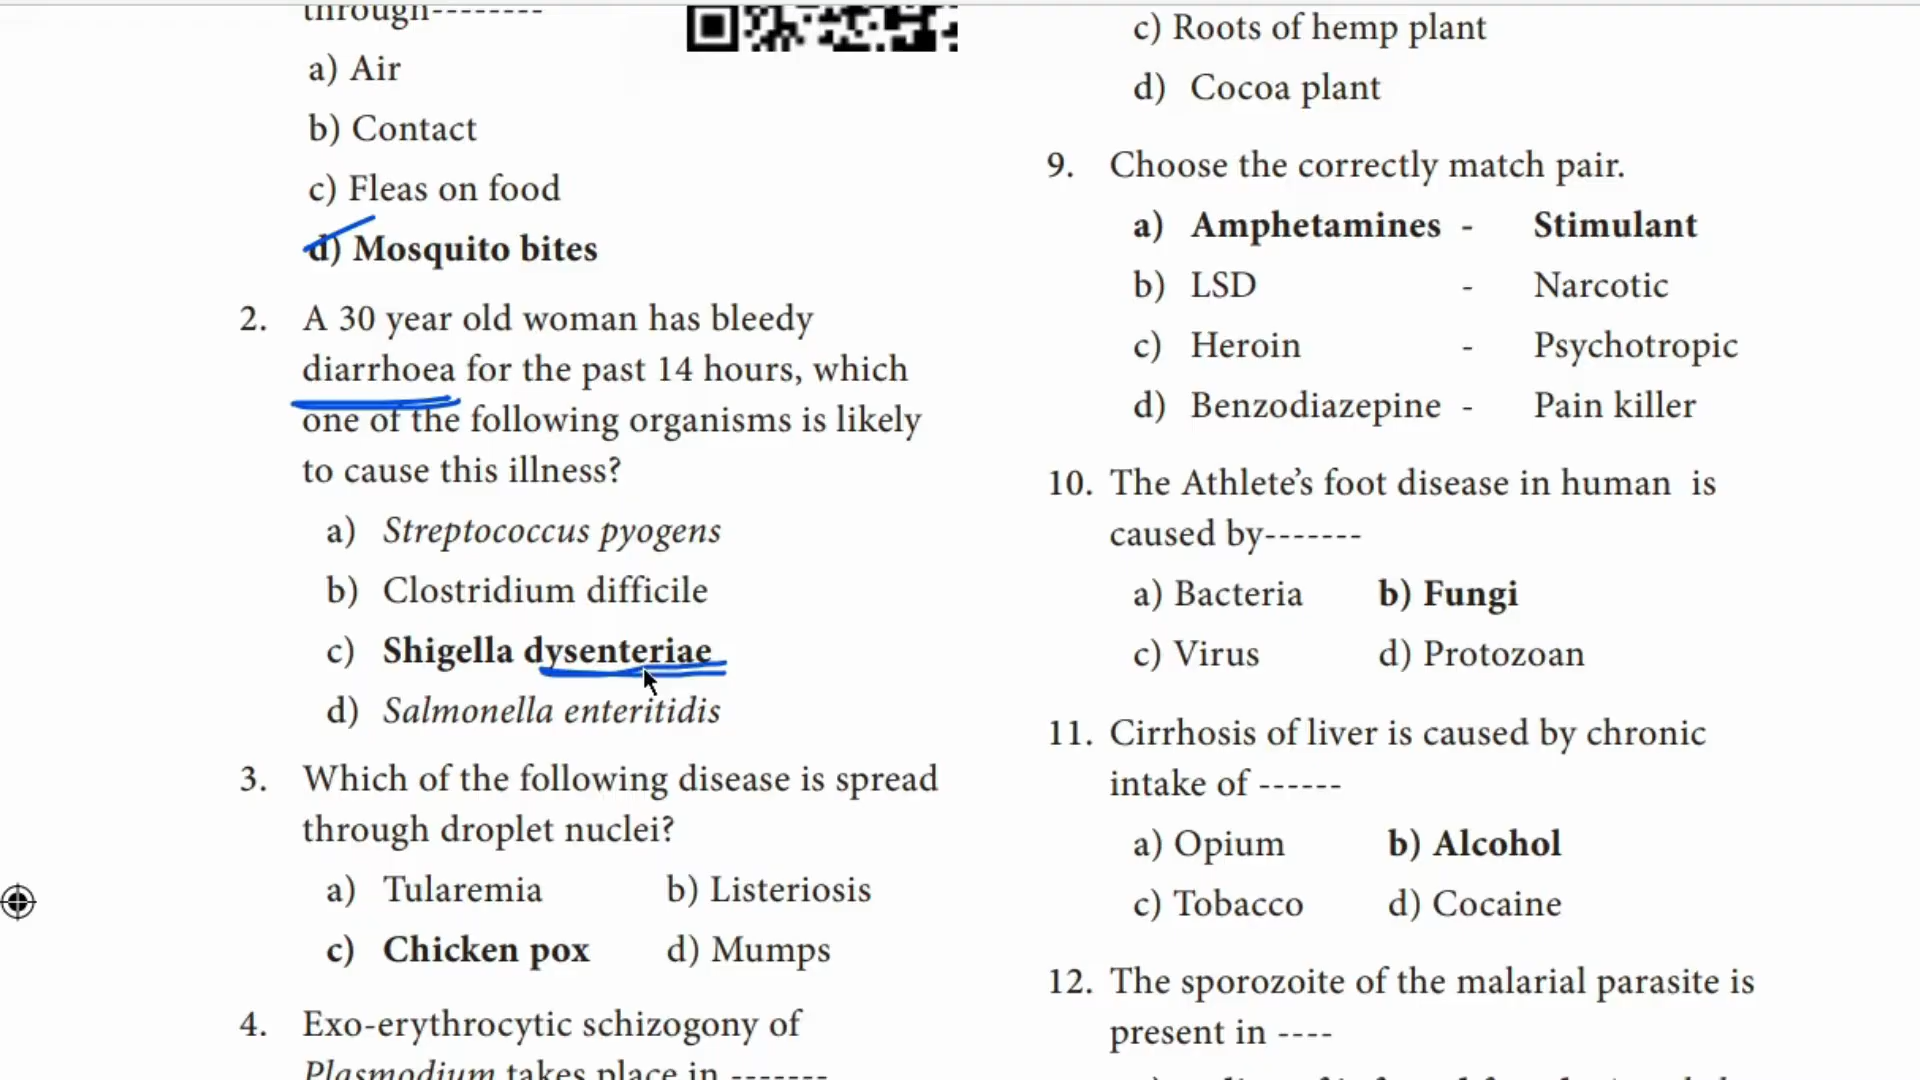 through--------
a) Air
b) Contact
c) Fleas on food
d) Mosquito bites
2. A 30 year old woman has bleedy
diarrhoea for the past 14 hours, which
one of the following organisms is likely
to cause this illness?
a) Streptococcus pyogens
b) Clostridium difficile
c) Shigella dysenteriae
d) Salmonella enteritidis
3. Which of the following disease is spread
through droplet nuclei?
a) Tularemia b) Listeriosis
c) Chicken pox d) Mumps
4. Exo-erythrocytic schizogony of
Plasmodium takes place in -------
c) Roots of hemp plant
d) Cocoa plant
9. Choose the correctly match pair.
a) Amphetamines - Stimulant
b) LSD - Narcotic
c) Heroin - Psychotropic
d) Benzodiazepine - Pain killer
10. The Athlete’s foot disease in human is
caused by-------
a) Bacteria b) Fungi
c) Virus d) Protozoan
11. Cirrhosis of liver is caused by chronic
intake of ------
a) Opium b) Alcohol
c) Tobacco d) Cocaine
12. The sporozoite of the malarial parasite is
present in ----